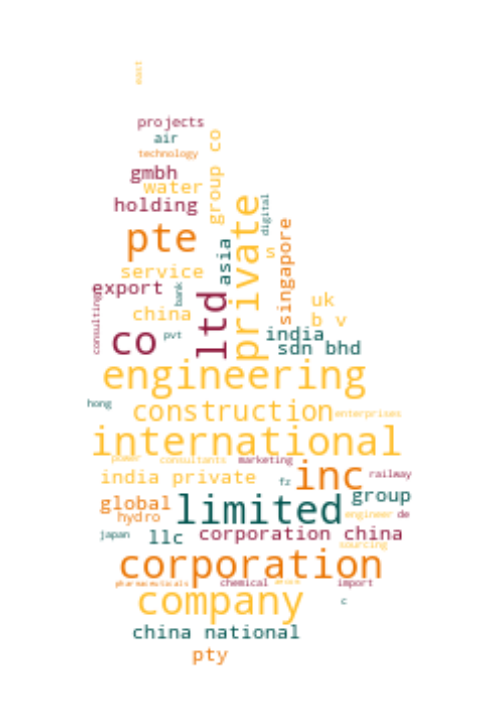 east
projects
air
technology
gmbh
water
group co
holding
private
digital
pte
s
singapore
asia
service
export
bank
consulting
ltd
uk
china
b v
co
pvt
india
sdn bhd
engineering
hong
construction
enterprises
international
power
consultants
marketing
inc
railway
india private
fz
group
global
limited
hydro
engineer
de
japan
llc
corporation china
sourcing
corporation
pharmaceuticals
chemical
import
company
c
china national
pty